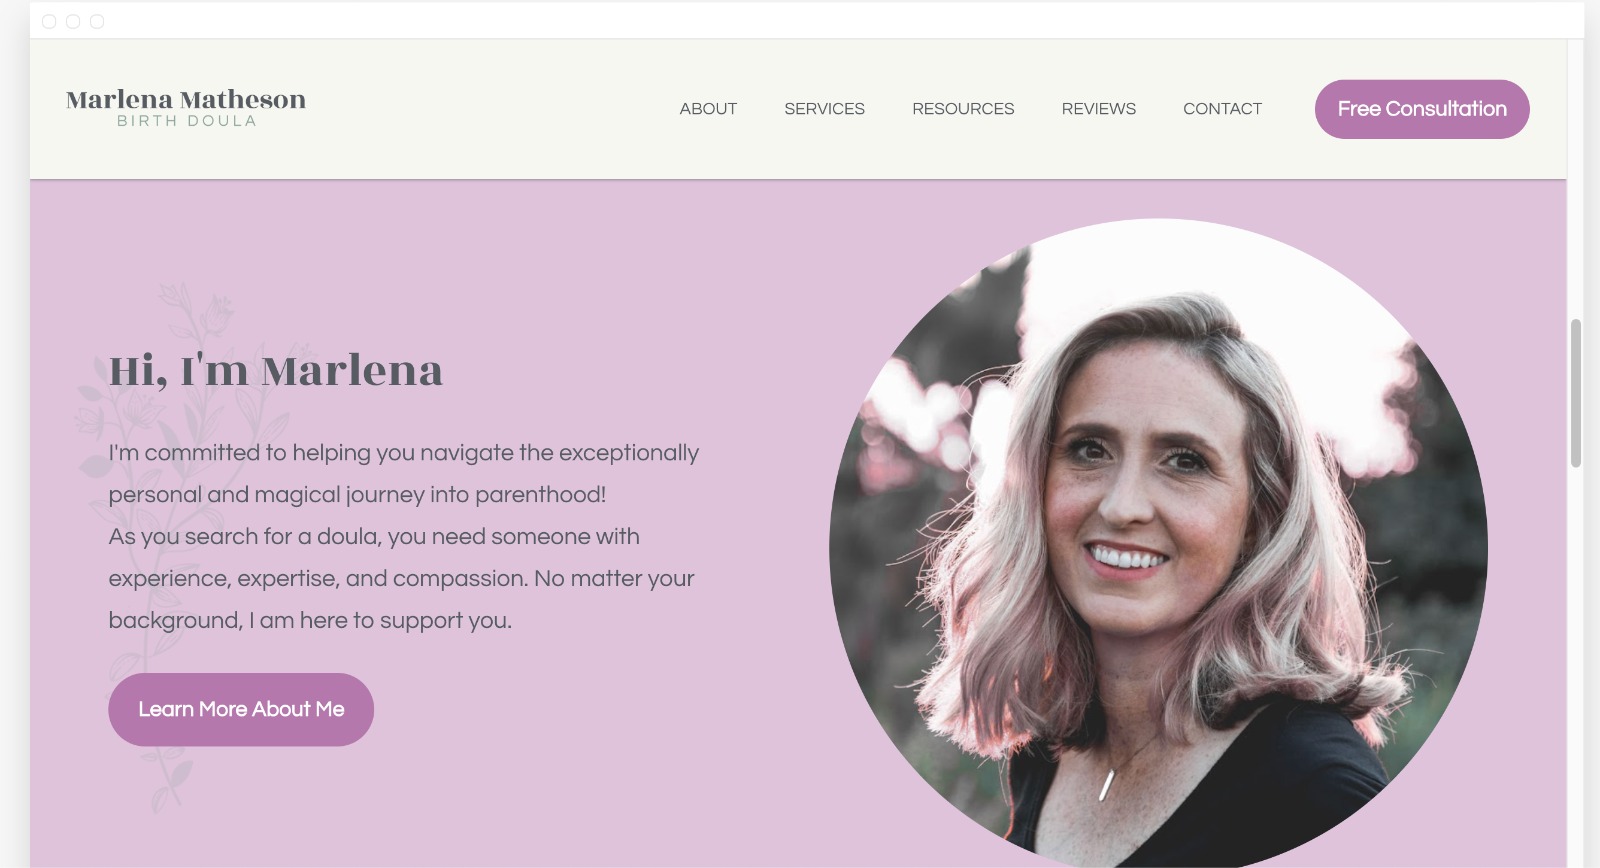 Marlena Matheson
BIRTH DOULA
ABOUT
SERVICES
RESOURCES
REVIEWS
CONTACT
Free Consultation
Hi, I'm Marlena
I'm committed to helping you navigate the exceptionally
personal and magical journey into parenthood!
As you search for a doula, you need someone with
experience, expertise, and compassion. No matter your
background, I am here to support you.
Learn More About Me